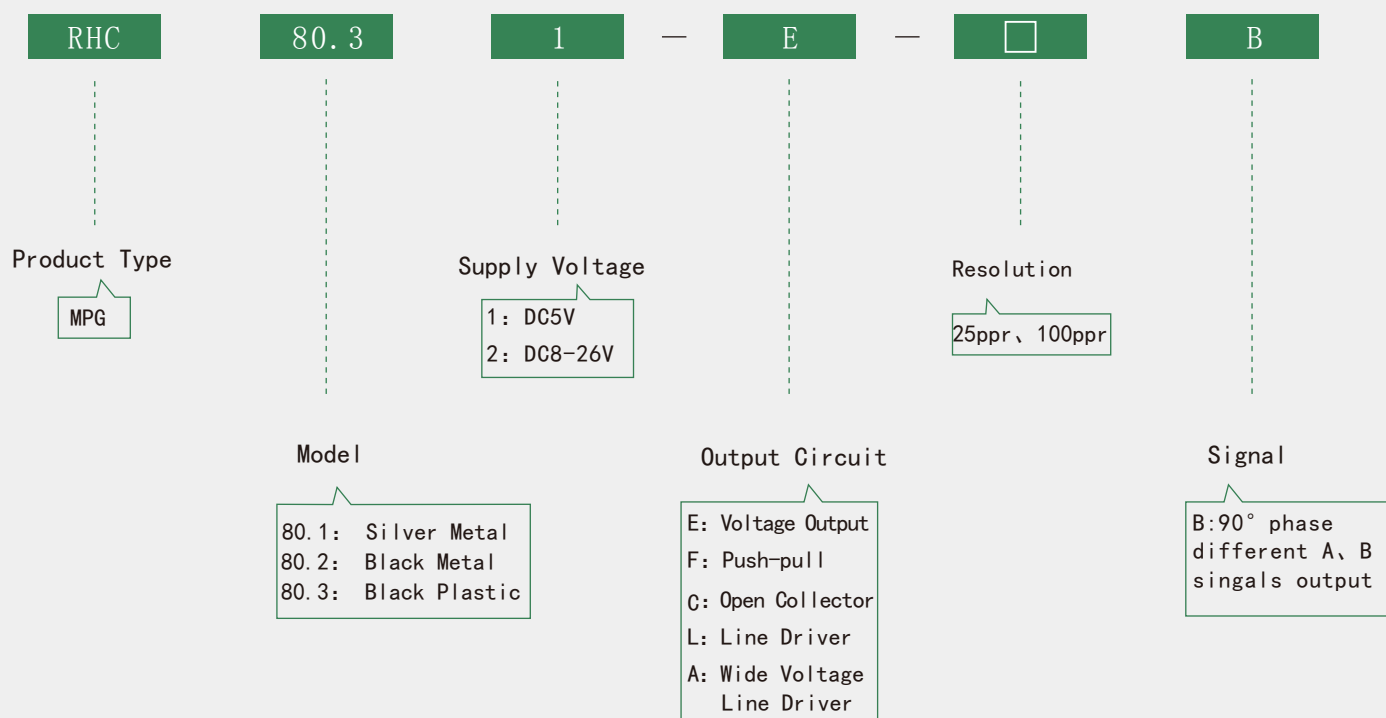 RHC 80.3 1 — E — □ B
Product Type
MPG
Supply Voltage
1: DC5V
2: DC8-26V
Resolution
25ppr、100ppr
Model
80.1: Silver Metal
80.2: Black Metal
80.3: Black Plastic
Output Circuit
E: Voltage Output
F: Push-pull
C: Open Collector
L: Line Driver
A: Wide Voltage
Line Driver
Signal
B:90° phase
different A、B
singals output